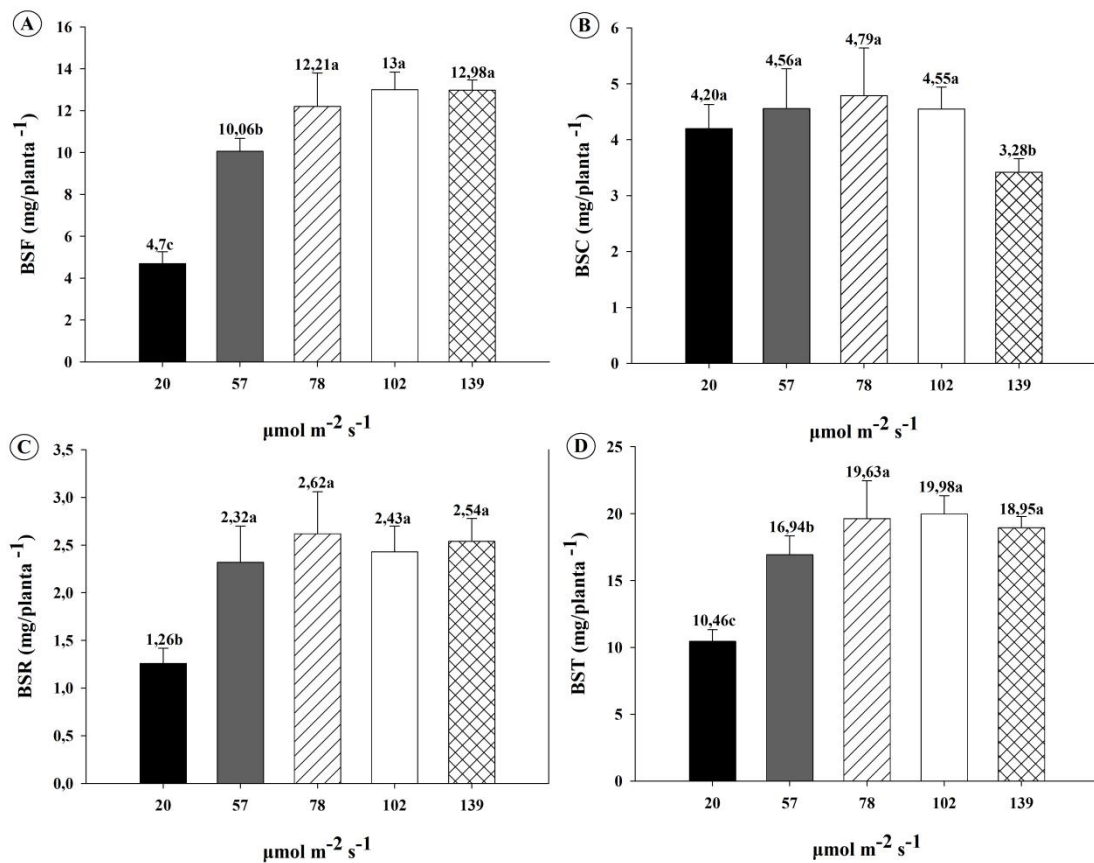 A
BSF (mg/planta ⁻¹)
16
14
12
10
8
6
4
2
0
4,7c
10,06b
12,21a
13a
12,98a
20 57 78 102 139
µmol m⁻² s⁻¹
B
BSC (mg/planta ⁻¹)
6
5
4
3
2
1
0
4,20a
4,56a
4,79a
4,55a
3,28b
20 57 78 102 139
µmol m⁻² s⁻¹
C
BSR (mg/planta ⁻¹)
3,5
3,0
2,5
2,0
1,5
1,0
0,5
0,0
1,26b
2,32a
2,62a
2,43a
2,54a
20 57 78 102 139
µmol m⁻² s⁻¹
D
BST (mg/planta ⁻¹)
25
20
15
10
5
0
10,46c
16,94b
19,63a
19,98a
18,95a
20 57 78 102 139
µmol m⁻² s⁻¹